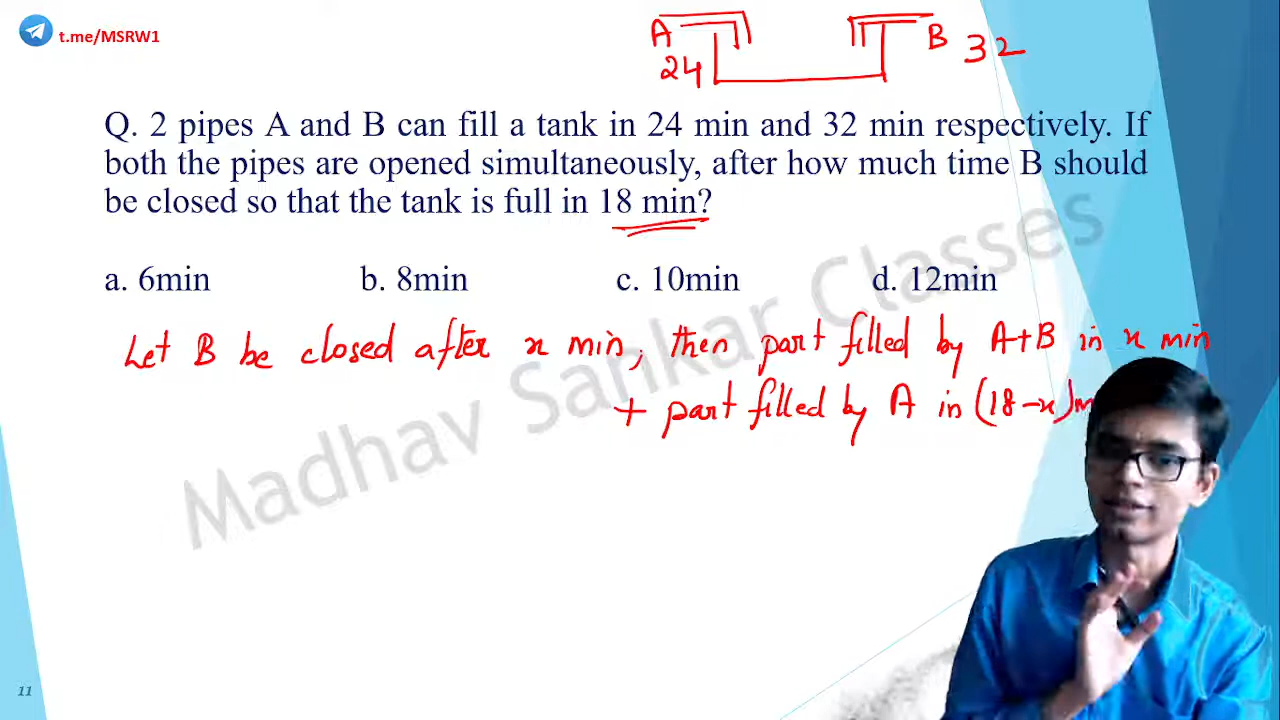 t.me/MSRW1
A B 32
24
Q. 2 pipes A and B can fill a tank in 24 min and 32 min respectively. If
both the pipes are opened simultaneously, after how much time B should
be closed so that the tank is full in 18 min?
a. 6min b. 8min c. 10min d. 12min
Let B be closed after x min, then part filled by A+B in x min
+ part filled by A in (18-x)m
Madhav Sankar Classes
11